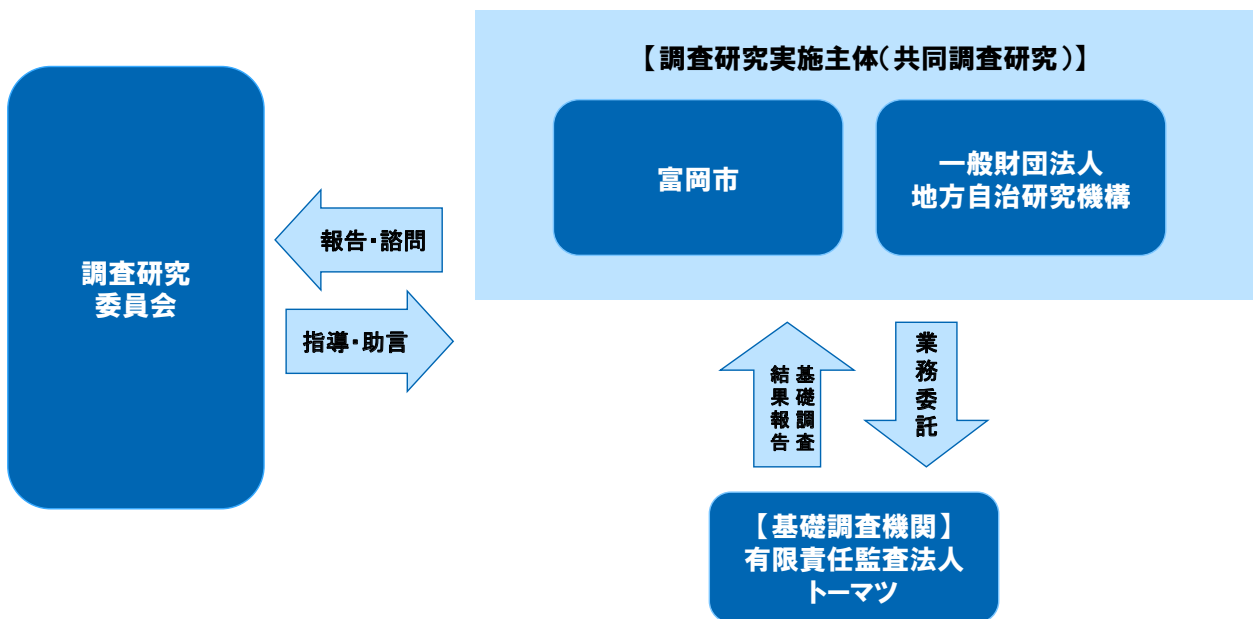 【調査研究実施主体(共同調査研究)】
富岡市
一般財団法人
地方自治研究機構
調査研究
委員会
報告・諮問
指導・助言
基礎調査
結果報告
業務委託
【基礎調査機関】
有限責任監査法人
トーマツ